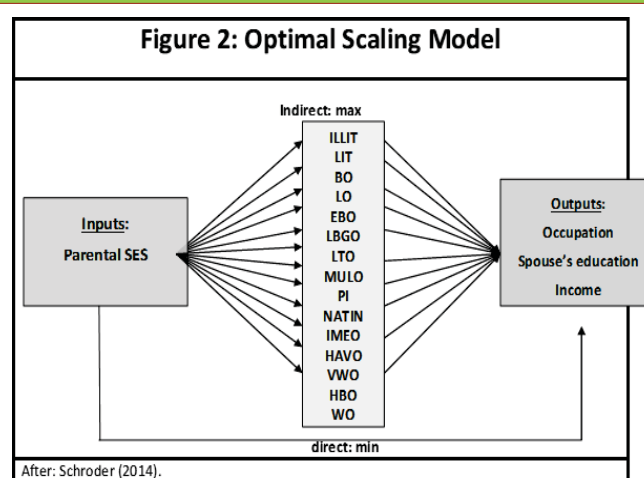 Figure 2: Optimal Scaling Model
Indirect: max
Inputs:
Parental SES
ILLIT
LIT
BO
LO
EBO
LBGO
LTO
MULO
PI
NATIN
IMEO
HAVO
VWO
HBO
WO
Outputs:
Occupation
Spouse's education
Income
direct: min
After: Schroder (2014).